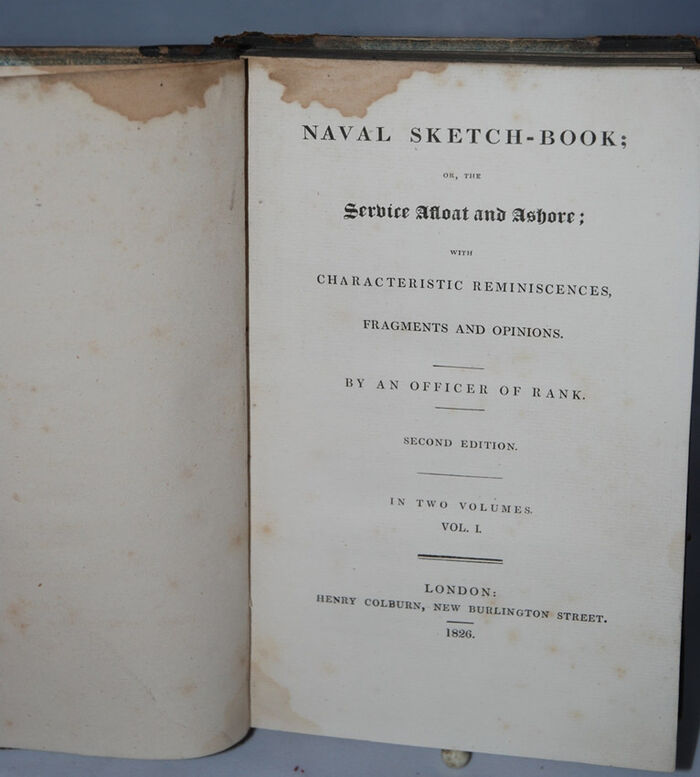 NAVAL SKETCH-BOOK;
OR, THE
Service Afloat and Ashore;
WITH
CHARACTERISTIC REMINISCENCES,
FRAGMENTS AND OPINIONS.
BY AN OFFICER OF RANK.
SECOND EDITION.
IN TWO VOLUMES.
VOL. I.
LONDON:
HENRY COLBURN, NEW BURLINGTON STREET.
1826.